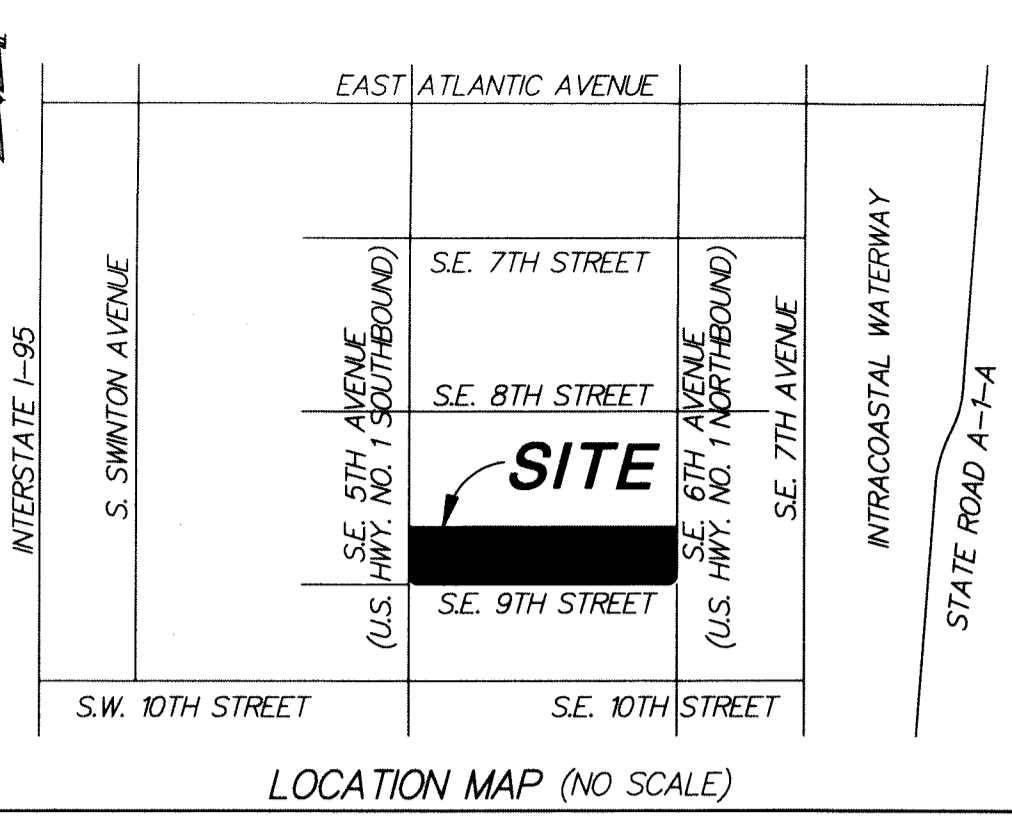 EAST ATLANTIC AVENUE
INTERSTATE I-95
S. SWINTON AVENUE
S.E. 5TH AVENUE
(U.S. HWY. NO. 1 SOUTHBOUND)
S.E. 7TH STREET
S.E. 8TH STREET
SITE
S.E. 9TH STREET
S.E. 6TH AVENUE
(U.S. HWY. NO. 1 NORTHBOUND)
S.E. 7TH AVENUE
INTRACOASTAL WATERWAY
STATE ROAD A-1-A
S.W. 10TH STREET
S.E. 10TH STREET
LOCATION MAP (NO SCALE)